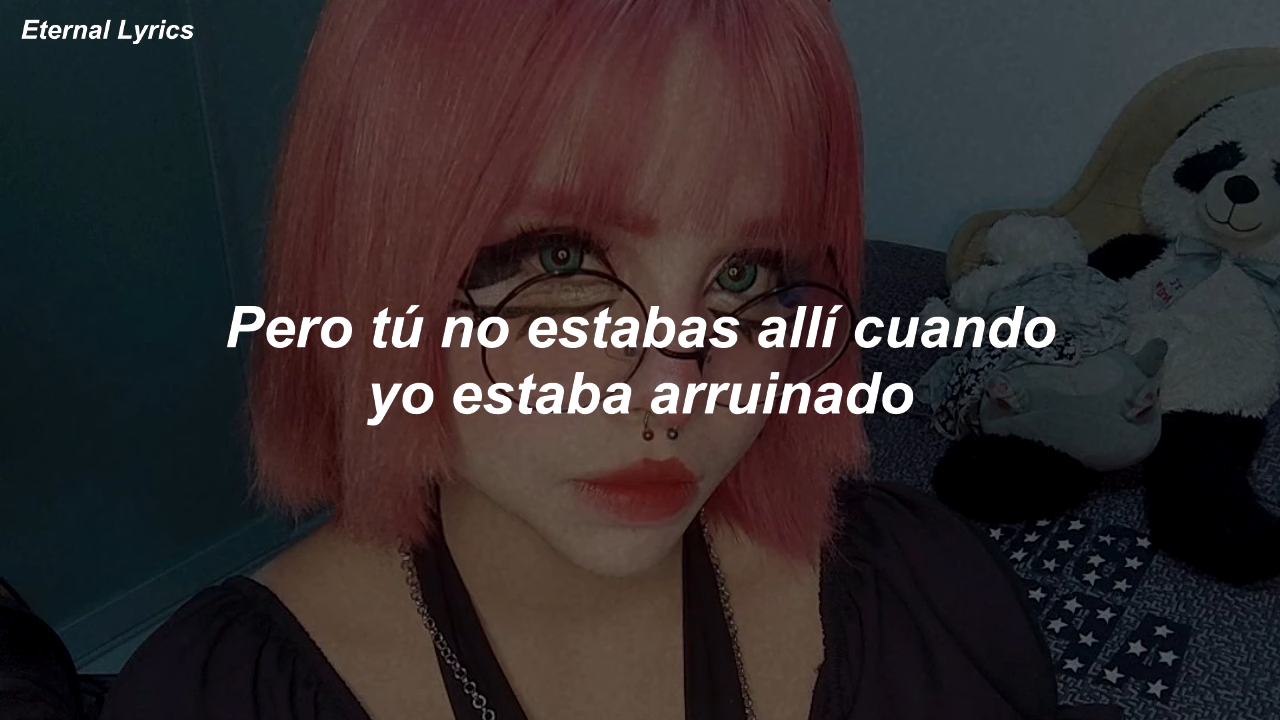 Eternal Lyrics
Pero tú no estabas allí cuando
yo estaba arruinado